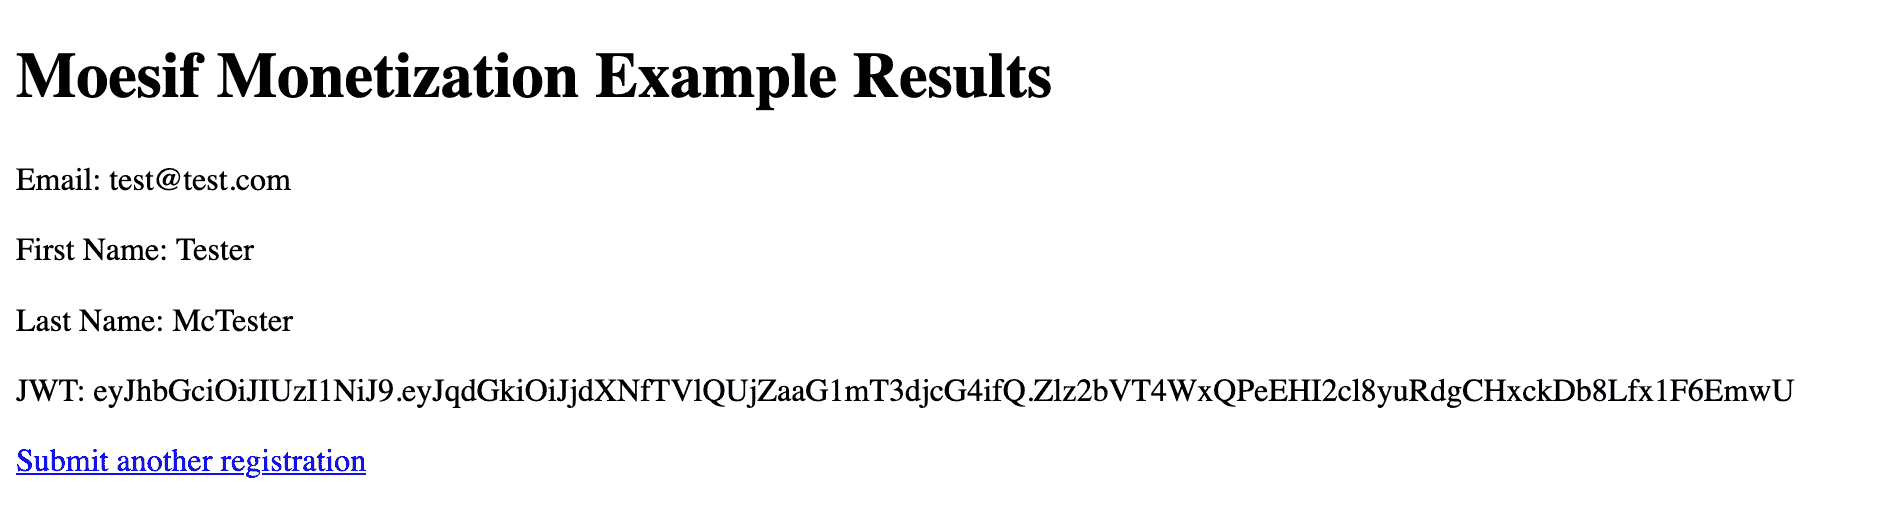 Moesif Monetization Example Results
Email: test@test.com
First Name: Tester
Last Name: McTester
JWT: eyJhbGciOiJIUzI1NiJ9.eyJqdGkiOiJjdXNfTVlQUjZaaG1mT3djcG4ifQ.Zlz2bVT4WxQPeEHI2cl8yuRdgCHxckDb8Lfx1F6EmwU
Submit another registration